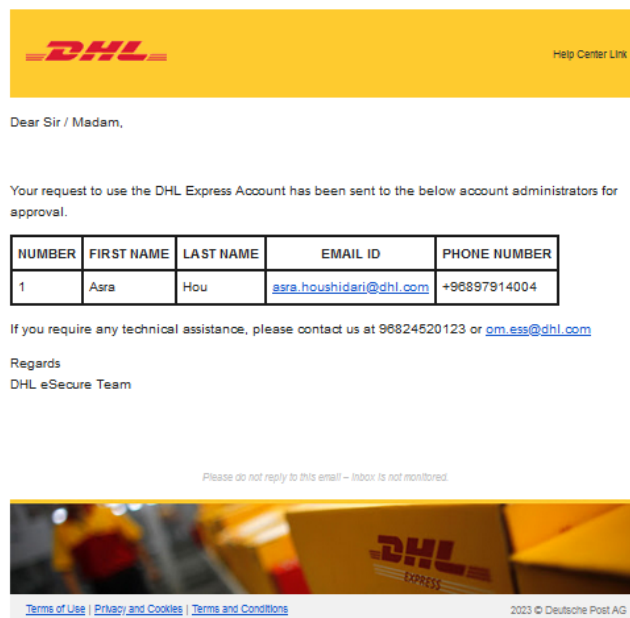 DHL
Help Center Link
Dear Sir / Madam,
Your request to use the DHL Express Account has been sent to the below account administrators for
approval.
NUMBER FIRST NAME LAST NAME EMAIL ID PHONE NUMBER
1 Asra Hou asra.houshidari@dhl.com +96897914004
If you require any technical assistance, please contact us at 96824520123 or om.ess@dhl.com
Regards
DHL eSecure Team
Please do not reply to this email – Inbox is not monitored.
DHL
EXPRESS
Terms of Use | Privacy and Cookies | Terms and Conditions
2023 © Deutsche Post AG